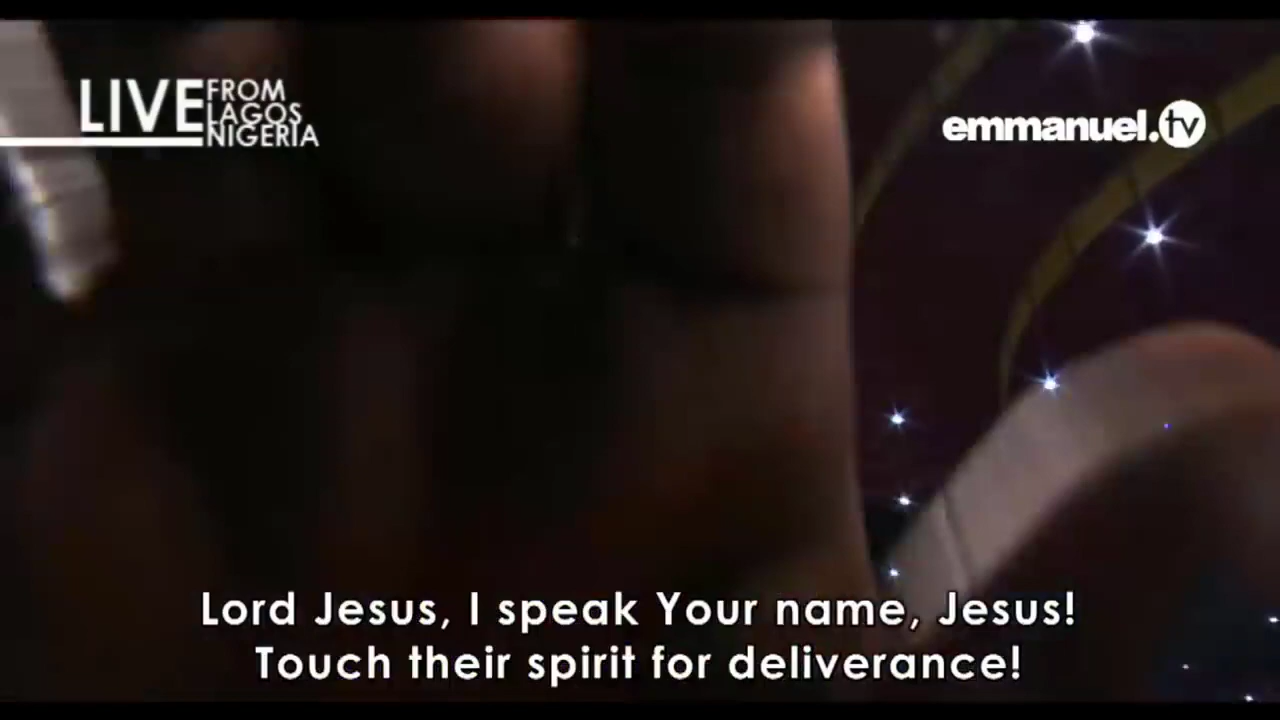 LIVE FROM
LAGOS
NIGERIA
emmanuel.tv
Lord Jesus, I speak Your name, Jesus!
Touch their spirit for deliverance!